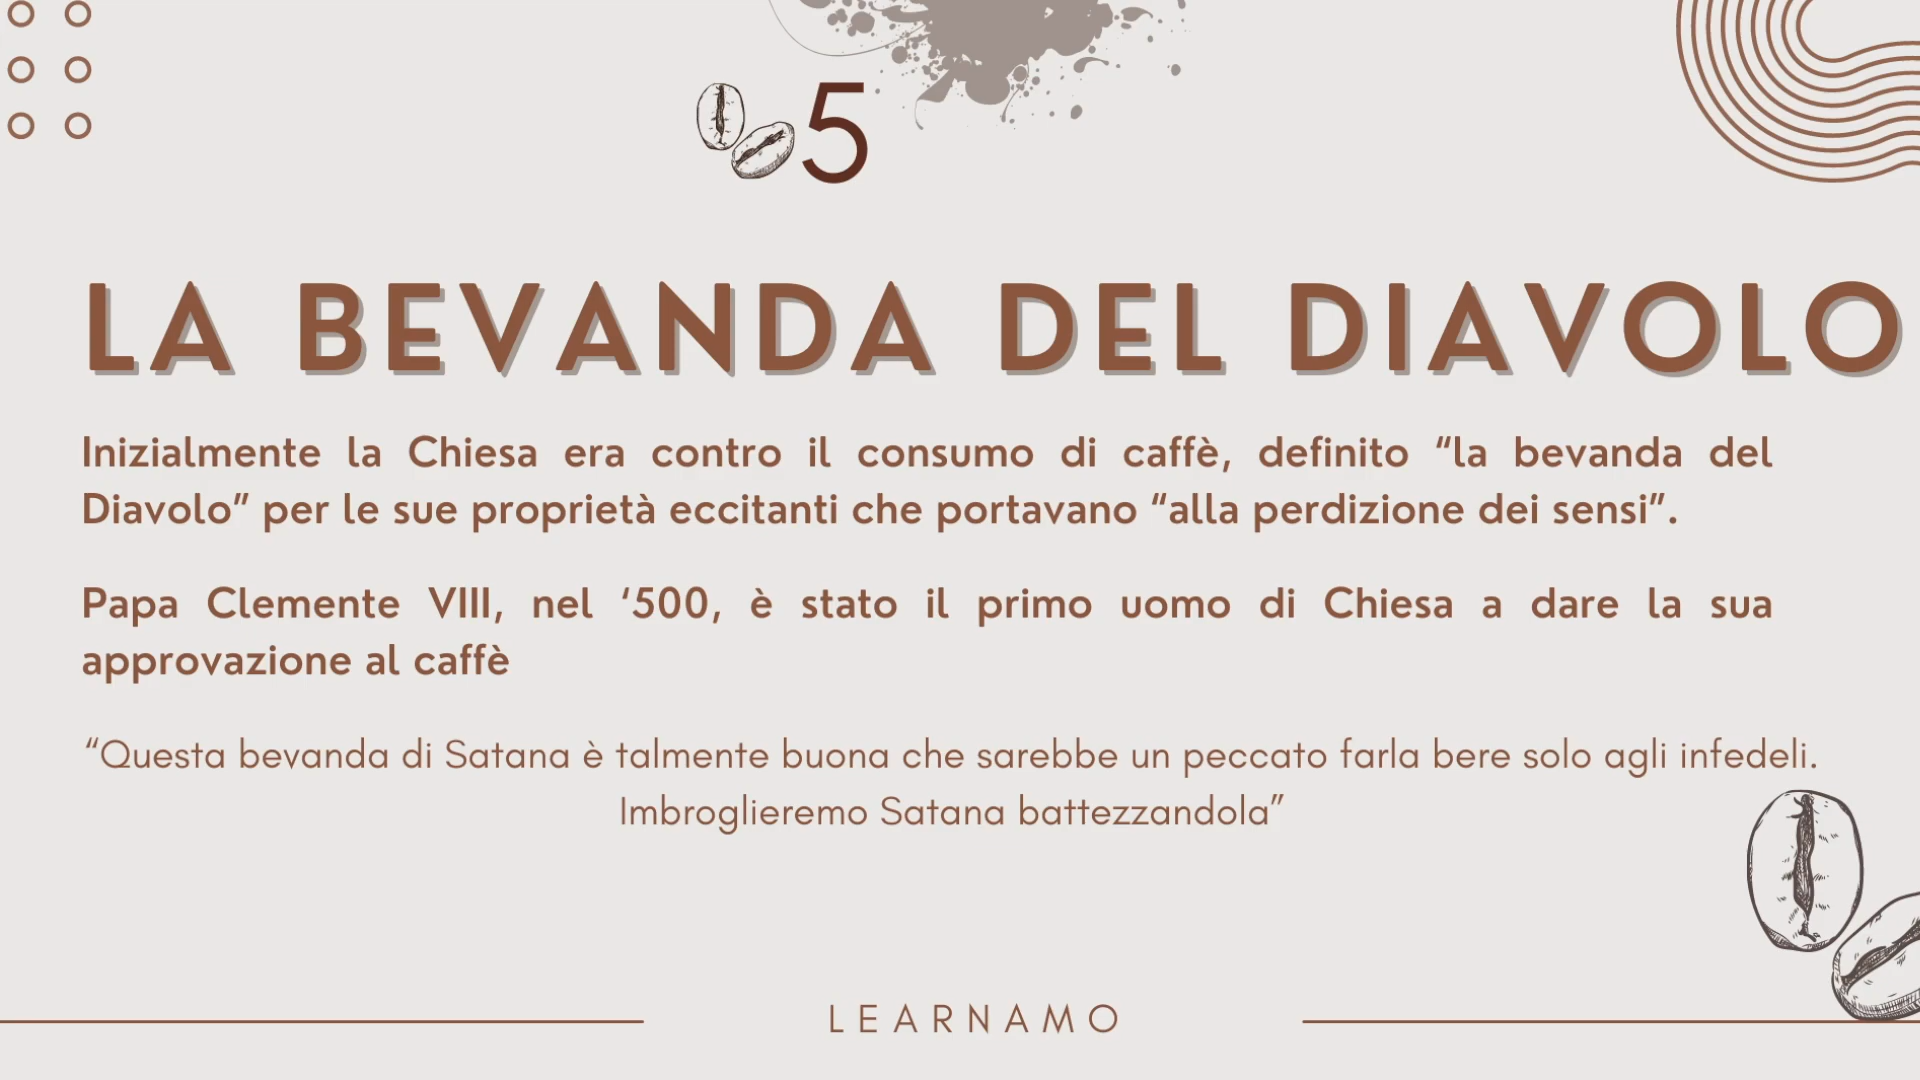 5
LA BEVANDA DEL DIAVOLO
Inizialmente la Chiesa era contro il consumo di caffè, definito “la bevanda del
Diavolo” per le sue proprietà eccitanti che portavano “alla perdizione dei sensi”.
Papa Clemente VIII, nel ‘500, è stato il primo uomo di Chiesa a dare la sua
approvazione al caffè
“Questa bevanda di Satana è talmente buona che sarebbe un peccato farla bere solo agli infedeli.
Imbroglieremo Satana battezzandola”
LEARNAMO